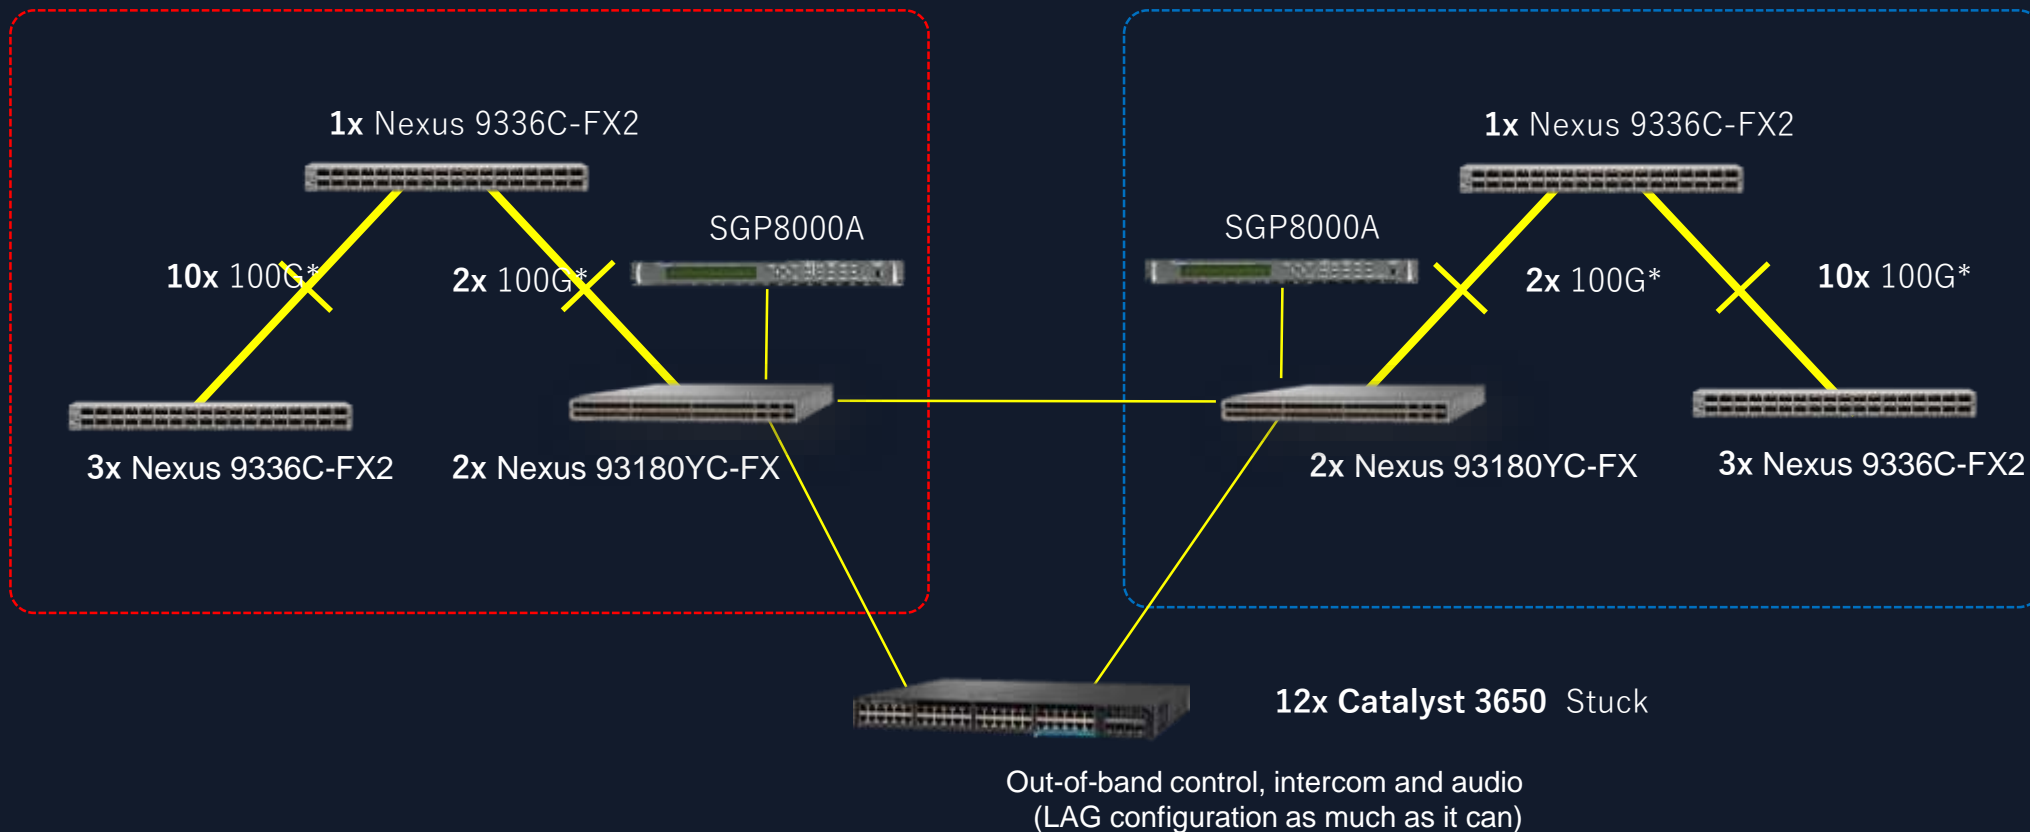 1x Nexus 9336C-FX2
1x Nexus 9336C-FX2
SGP8000A
SGP8000A
10x 100G*
2x 100G*
2x 100G*
10x 100G*
3x Nexus 9336C-FX2
2x Nexus 93180YC-FX
2x Nexus 93180YC-FX
3x Nexus 9336C-FX2
12x Catalyst 3650 Stuck
Out-of-band control, intercom and audio
(LAG configuration as much as it can)